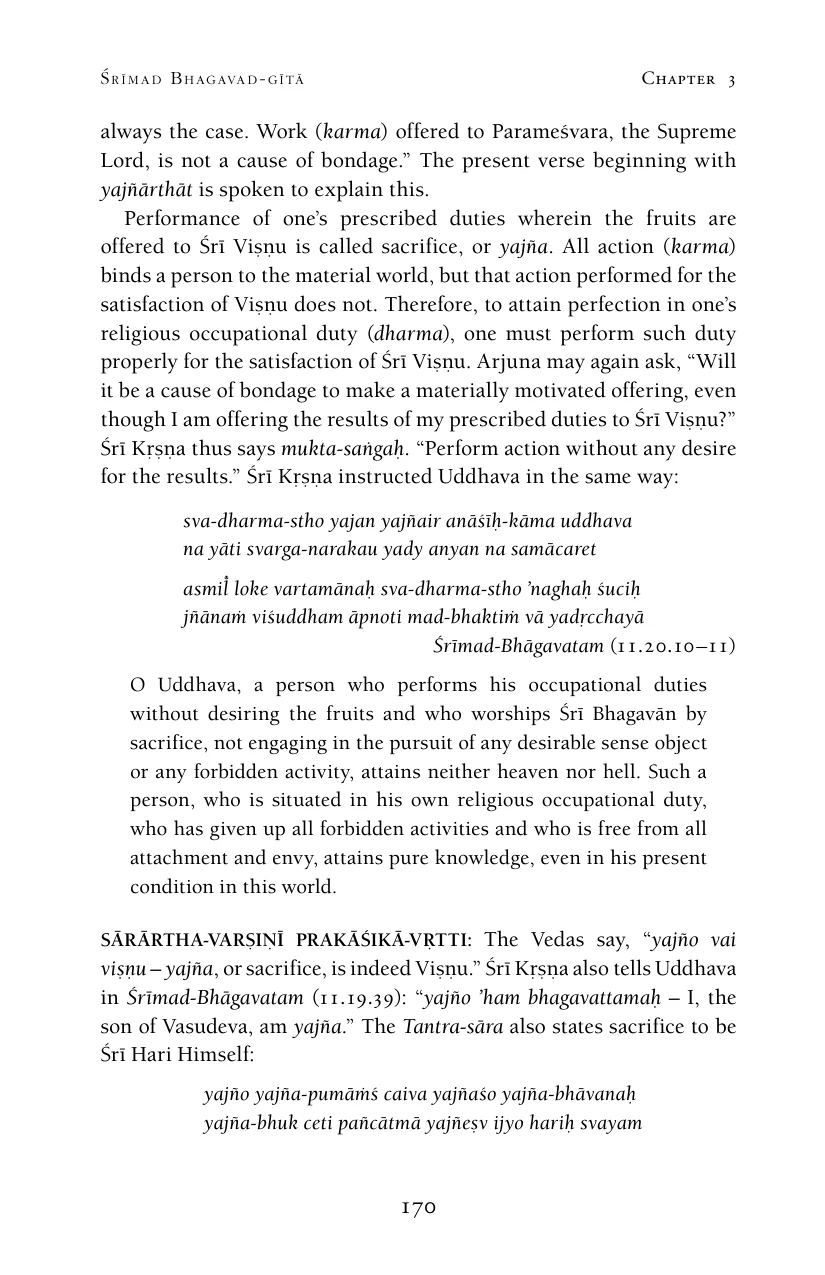 Śrīmad Bhagavad-gītā Chapter 3
always the case. Work (karma) offered to Parameśvara, the Supreme
Lord, is not a cause of bondage.” The present verse beginning with
yajñārthāt is spoken to explain this.
Performance of one’s prescribed duties wherein the fruits are
offered to Śrī Viṣṇu is called sacrifice, or yajña. All action (karma)
binds a person to the material world, but that action performed for the
satisfaction of Viṣṇu does not. Therefore, to attain perfection in one’s
religious occupational duty (dharma), one must perform such duty
properly for the satisfaction of Śrī Viṣṇu. Arjuna may again ask, “Will
it be a cause of bondage to make a materially motivated offering, even
though I am offering the results of my prescribed duties to Śrī Viṣṇu?”
Śrī Kṛṣṇa thus says mukta-saṅgaḥ. “Perform action without any desire
for the results.” Śrī Kṛṣṇa instructed Uddhava in the same way:
sva-dharma-stho yajan yajñair anāśīḥ-kāma uddhava
na yāti svarga-narakau yady anyan na samācaret
asmil̐ loke vartamānaḥ sva-dharma-stho ’naghaḥ śuciḥ
jñānaṁ viśuddham āpnoti mad-bhaktiṁ vā yadṛcchayā
Śrīmad-Bhāgavatam (11.20.10–11)
O Uddhava, a person who performs his occupational duties
without desiring the fruits and who worships Śrī Bhagavān by
sacrifice, not engaging in the pursuit of any desirable sense object
or any forbidden activity, attains neither heaven nor hell. Such a
person, who is situated in his own religious occupational duty,
who has given up all forbidden activities and who is free from all
attachment and envy, attains pure knowledge, even in his present
condition in this world.
SĀRĀRTHA-VARṢIṆĪ PRAKĀŚIKĀ-VṚTTI: The Vedas say, “yajño vai
viṣṇu – yajña, or sacrifice, is indeed Viṣṇu.” Śrī Kṛṣṇa also tells Uddhava
in Śrīmad-Bhāgavatam (11.19.39): “yajño ’ham bhagavattamaḥ – I, the
son of Vasudeva, am yajña.” The Tantra-sāra also states sacrifice to be
Śrī Hari Himself:
yajño yajña-pumāṁś caiva yajñaśo yajña-bhāvanaḥ
yajña-bhuk ceti pañcātmā yajñeṣv ijyo hariḥ svayam
170